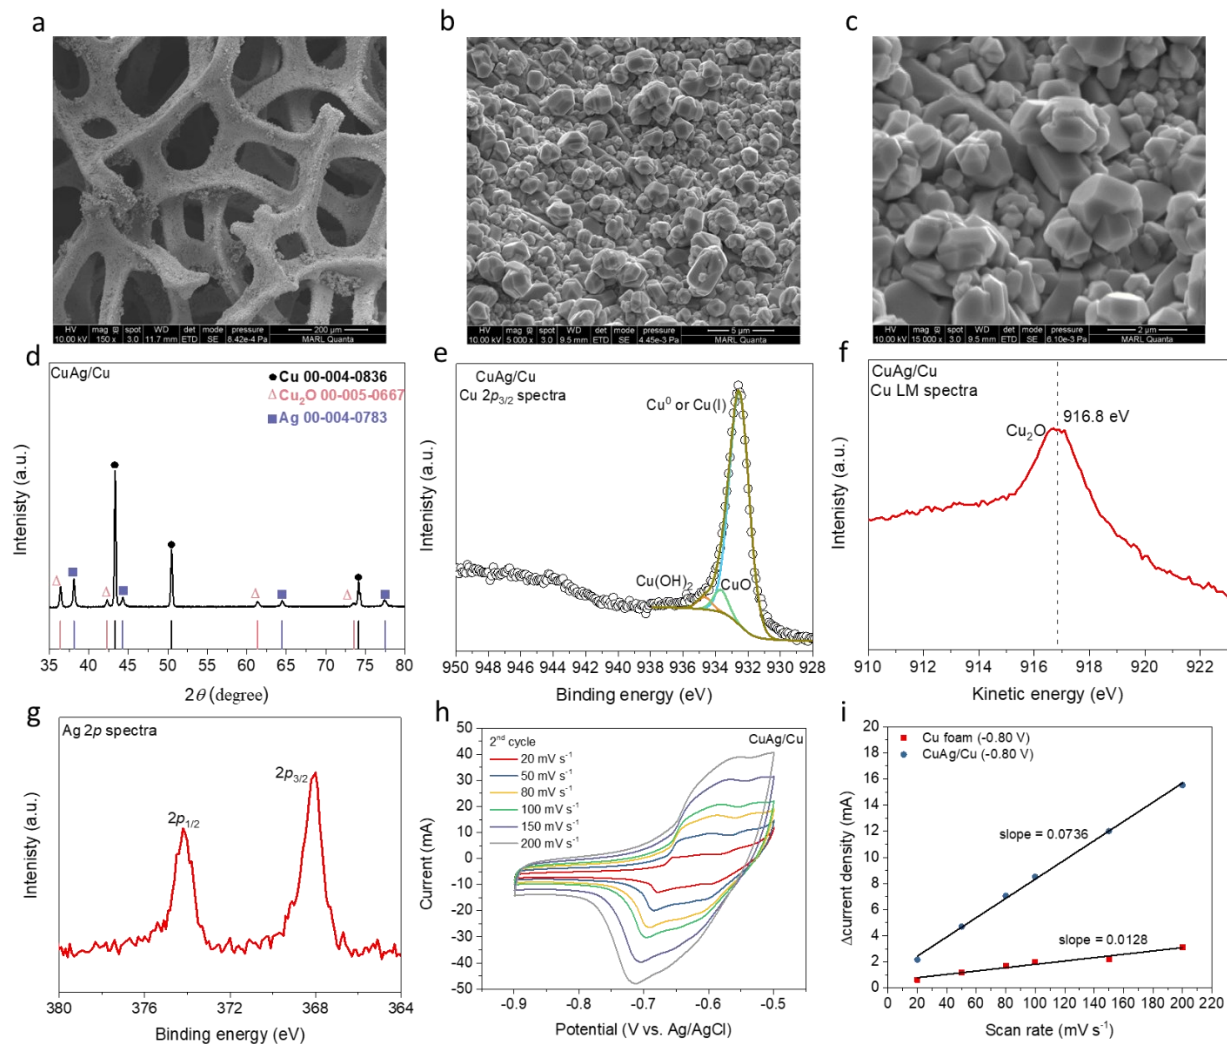 a
b
c
HV mag spot WD det mode pressure 200 µm
10.00 kV 150 x 3.0 11.7 mm ETD SE 8.42e-4 Pa MARL Quanta
HV mag spot WD det mode pressure 5 µm
10.00 kV 5 000 x 3.0 9.5 mm ETD SE 4.45e-3 Pa MARL Quanta
HV mag spot WD det mode pressure 2 µm
10.00 kV 15 000 x 3.0 9.5 mm ETD SE 6.10e-3 Pa MARL Quanta
d
CuAg/Cu
Cu 00-004-0836
Cu₂O 00-005-0667
Ag 00-004-0783
Intenisty (a.u.)
35 40 45 50 55 60 65 70 75 80
2θ (degree)
e
CuAg/Cu
Cu 2p₃/₂ spectra
Cu⁰ or Cu(I)
Cu(OH)₂
CuO
Intenisty (a.u.)
950 948 946 944 942 940 938 936 934 932 930 928
Binding energy (eV)
f
CuAg/Cu
Cu LM spectra
Cu₂O
916.8 eV
Intenisty (a.u.)
910 912 914 916 918 920 922
Kinetic energy (eV)
g
Ag 2p spectra
2p₃/₂
2p₁/₂
Intenisty (a.u.)
380 376 372 368 364
Binding energy (eV)
h
2ⁿᵈ cycle
CuAg/Cu
20 mV s⁻¹
50 mV s⁻¹
80 mV s⁻¹
100 mV s⁻¹
150 mV s⁻¹
200 mV s⁻¹
Current (mA)
50
40
30
20
10
0
-10
-20
-30
-40
-50
-0.9 -0.8 -0.7 -0.6 -0.5
Potential (V vs. Ag/AgCl)
i
Cu foam (-0.80 V)
CuAg/Cu (-0.80 V)
slope = 0.0736
slope = 0.0128
Δcurrent density (mA)
20
18
16
14
12
10
8
6
4
2
0
0 20 40 60 80 100 120 140 160 180 200 220
Scan rate (mV s⁻¹)